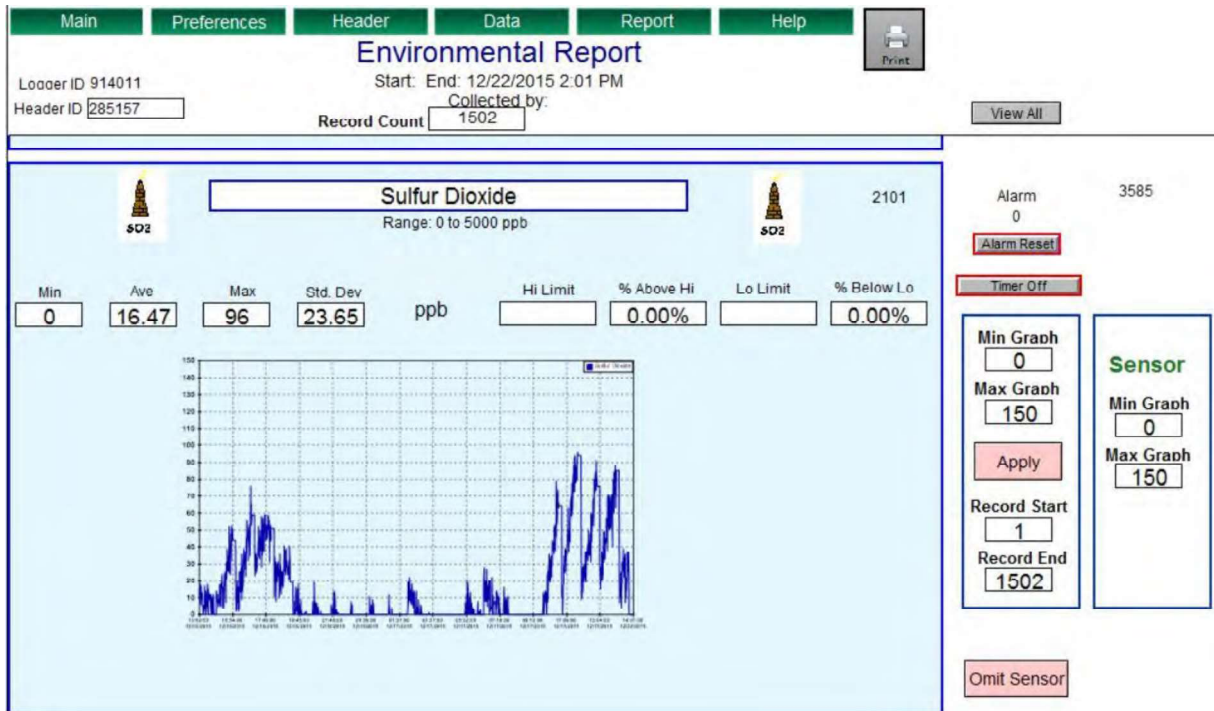 Main Preferences Header Data Report Help
Print
Environmental Report
Logger ID 914011
Start: End: 12/22/2015 2:01 PM
Header ID 285157
Collected by:
Record Count 1502
View All
SO2
Sulfur Dioxide
SO2
2101
Range: 0 to 5000 ppb
Alarm
0
3585
Alarm Reset
Timer Off
Min Ave Max Std. Dev Hi Limit % Above Hi Lo Limit % Below Lo
0 16.47 96 23.65 ppb 0.00% 0.00%
Sulfur Dioxide
150
140
130
120
110
100
90
80
70
60
50
40
30
20
10
0
Min Graph
0
Max Graph
150
Apply
Record Start
1
Record End
1502
Sensor
Min Graph
0
Max Graph
150
Omit Sensor